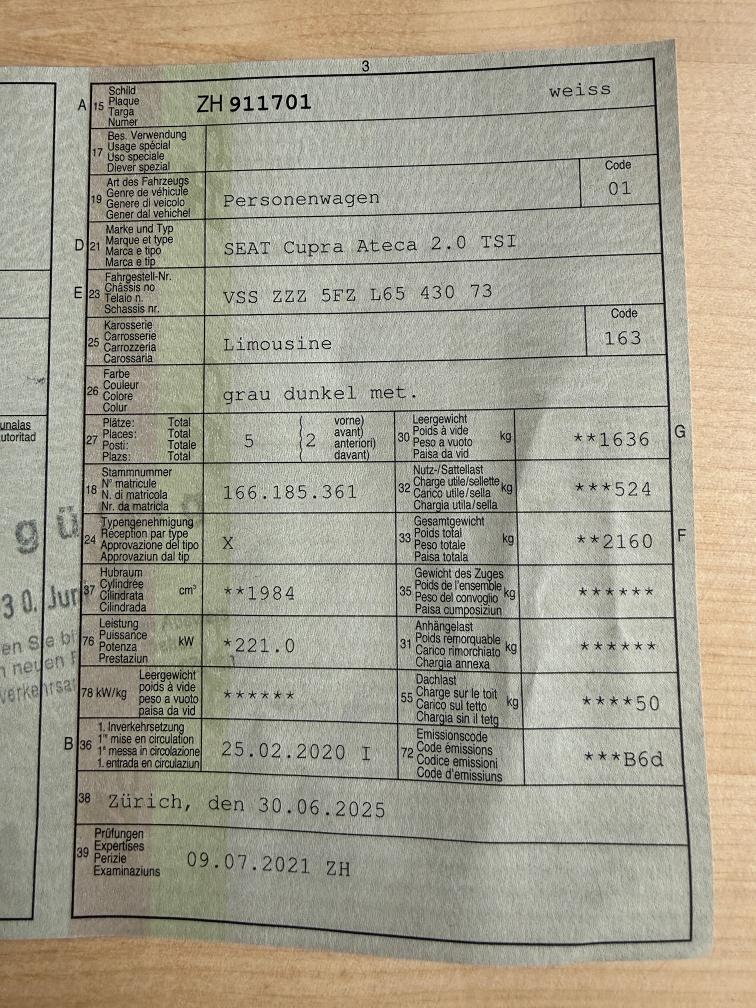 3
A 15 Schild Plaque Targa Numer ZH 911701 weiss
17 Bes. Verwendung
Usage spécial
Uso speciale
Diever spezial
19 Art des Fahrzeugs
Genre de véhicule
Genere di veicolo
Gener dal vehichel
Personenwagen
Code
01
D 21 Marke und Typ
Marque et type
Marca e tipo
Marca e tip
SEAT Cupra Ateca 2.0 TSI
E 23 Fahrgestell-Nr.
Châssis no
Telaio n.
Schassis nr.
VSS ZZZ 5FZ L65 430 73
25 Karosserie
Carrosserie
Carrozzeria
Carossaria
Limousine
Code
163
26 Farbe
Couleur
Colore
Colur
grau dunkel met.
27 Plätze: Total
Places: Total
Posti: Totale
Plazs: Total
5 (2 vorne)
avant)
anteriori)
davant)
30 Leergewicht
Poids à vide
Peso a vuoto
Paisa da vid
kg **1636 G
18 Stammnummer
N° matricule
N. di matricola
Nr. da matricla
166.185.361
32 Nutz-/Sattellast
Charge utile/sellette
Carico utile/sella
Chargia utila/sella
kg ***524
24 Typengenehmigung
Réception par type
Approvazione del tipo
Approvaziun dal tip
X
33 Gesamtgewicht
Poids total
Peso totale
Paisa totala
kg **2160 F
37 Hubraum
Cylindrée
Cilindrata
Cilindrada
cm³ **1984
35 Gewicht des Zuges
Poids de l'ensemble
Peso del convoglio
Paisa cumposiziun
kg ******
76 Leistung
Puissance
Potenza
Prestaziun
kW *221.0
31 Anhängelast
Poids remorquable
Carico rimorchiato
Chargia annexa
kg ******
78 kW/kg Leergewicht
poids à vide
peso a vuoto
paisa da vid
******
55 Dachlast
Charge sur le toit
Carico sul tetto
Chargia sin il tetg
kg ****50
B 36 1. Inverkehrsetzung
1re mise en circulation
1a messa in circolazione
1. entrada en circulaziun
25.02.2020 I
72 Emissionscode
Code émissions
Codice emissioni
Code d'emissiuns
***B6d
38 Zürich, den 30.06.2025
39 Prüfungen
Expertises
Perizie
Examinaziuns
09.07.2021 ZH